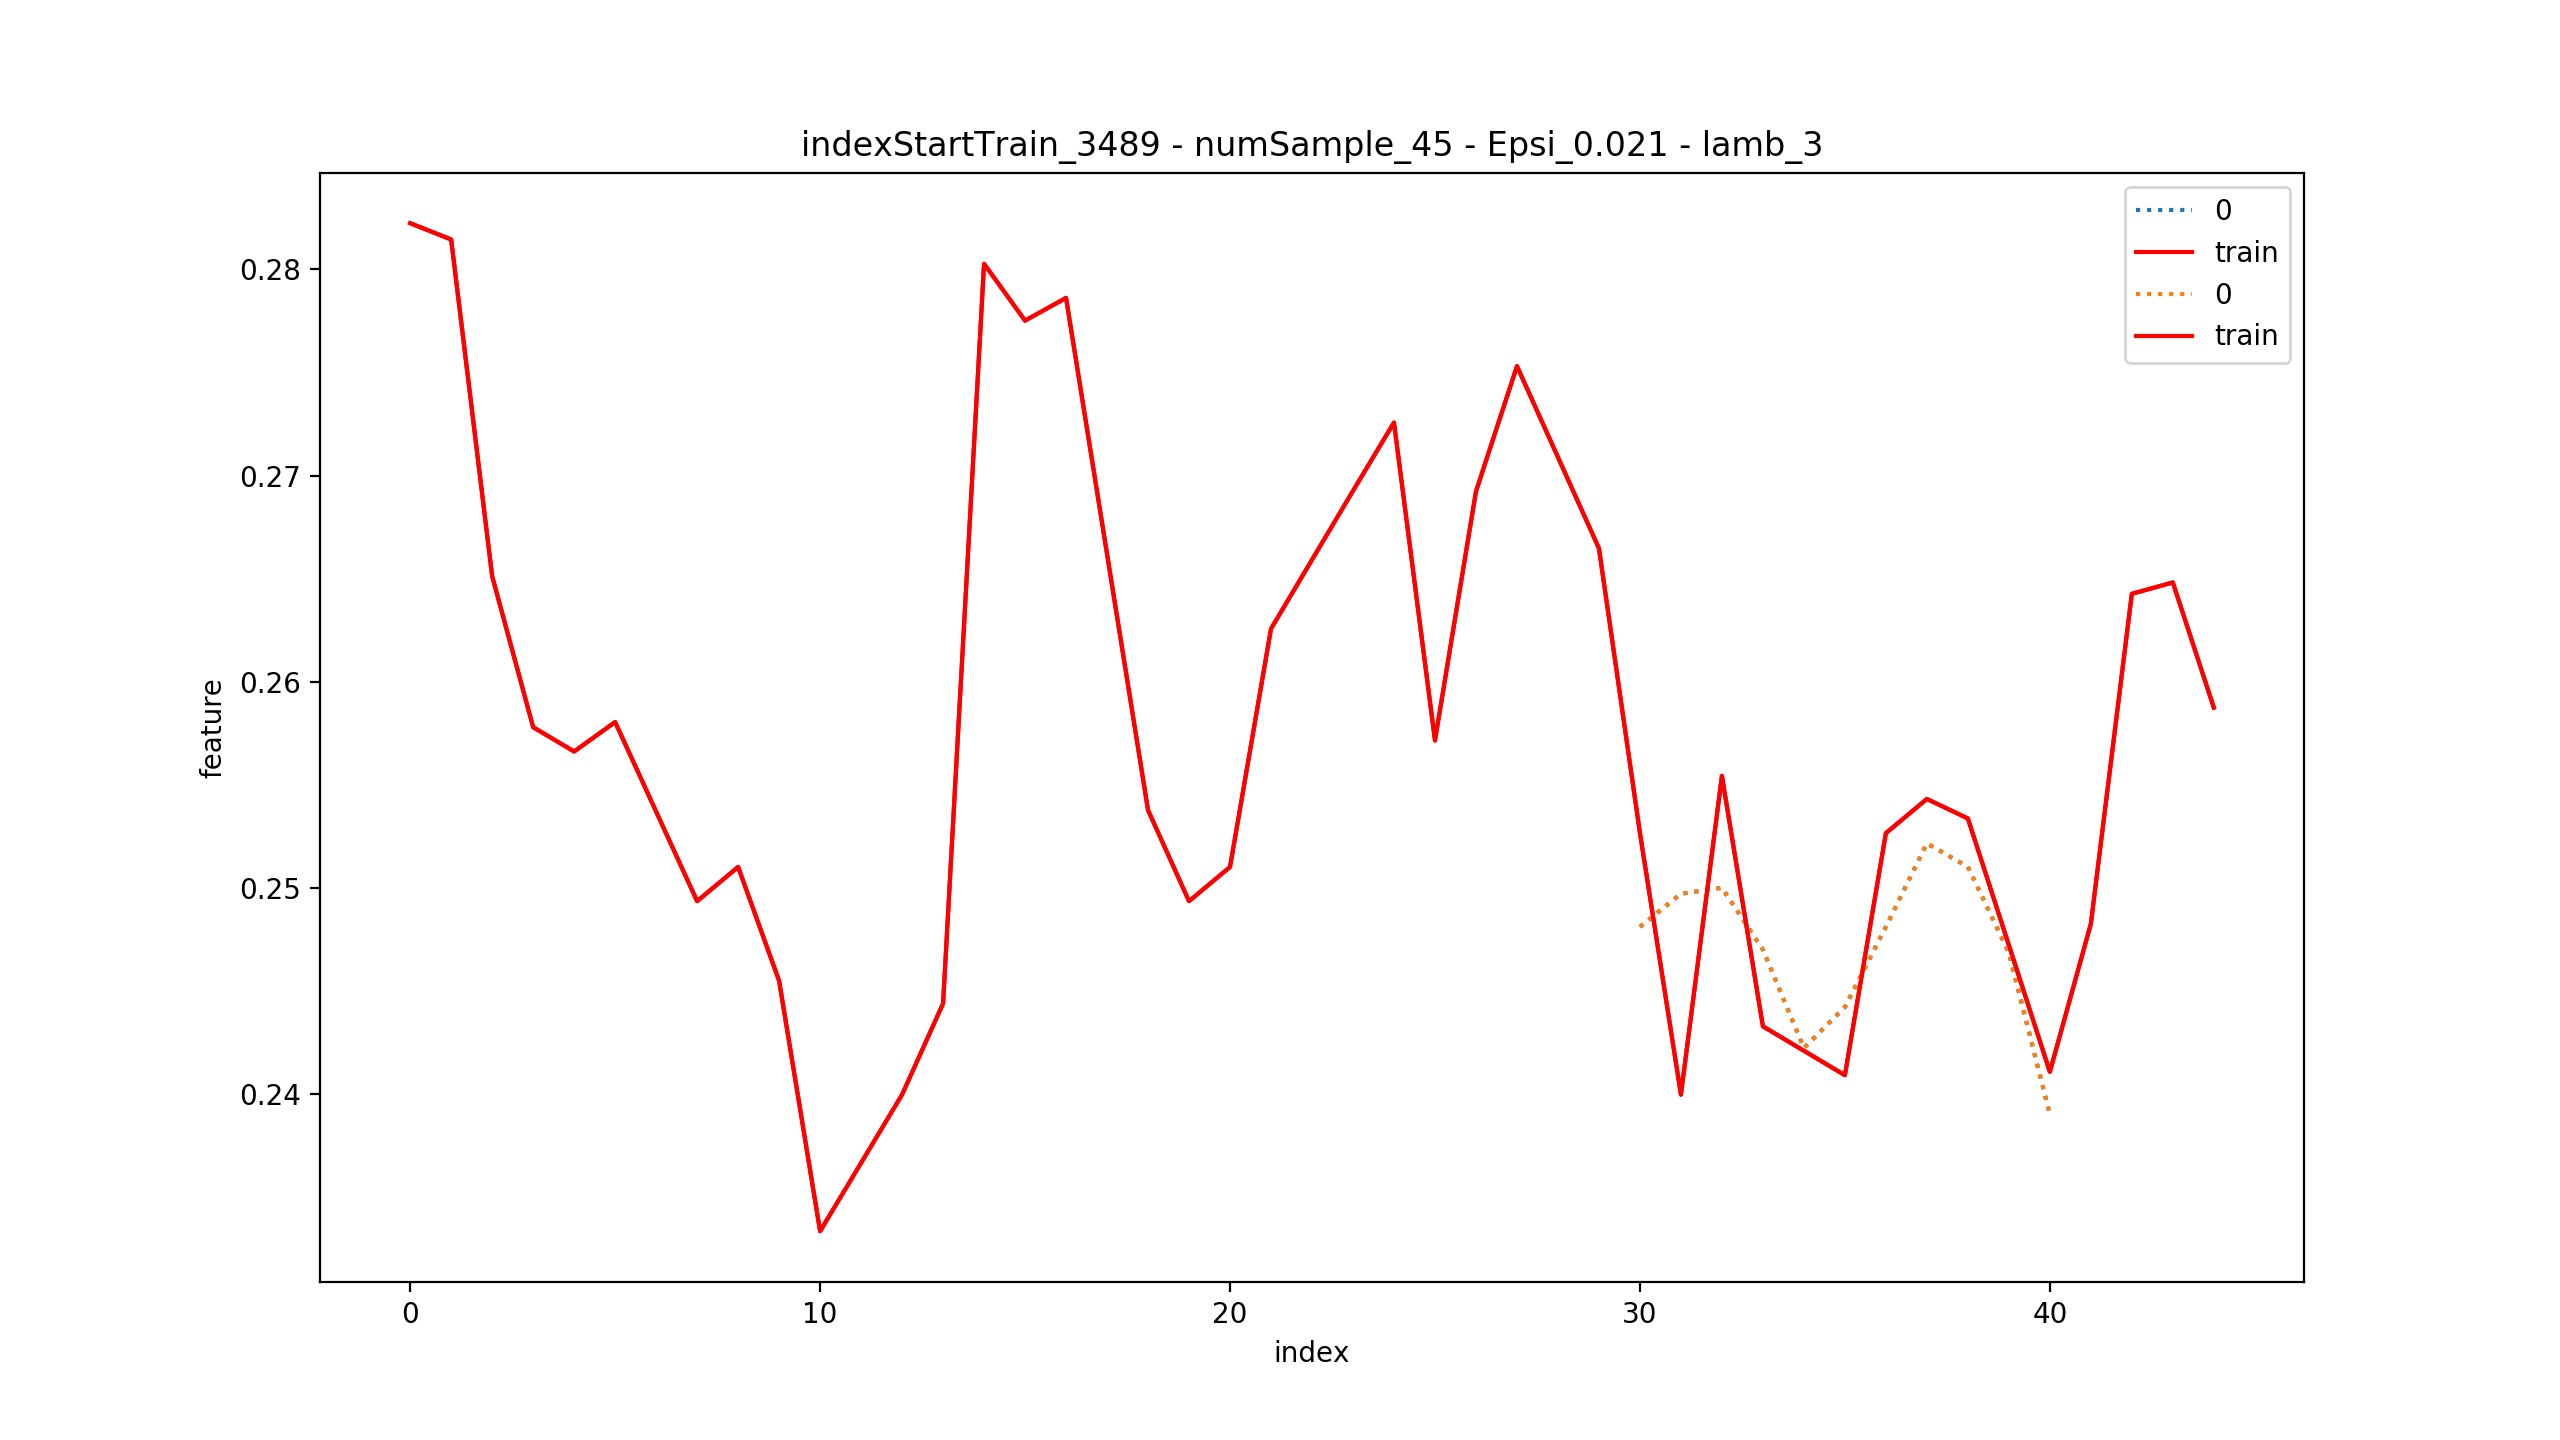 indexStartTrain_3489 - numSample_45 - Epsi_0.021 - lamb_3
0
train
0
train
0.28
0.27
0.26
0.25
0.24
feature
0 10 20 30 40
index